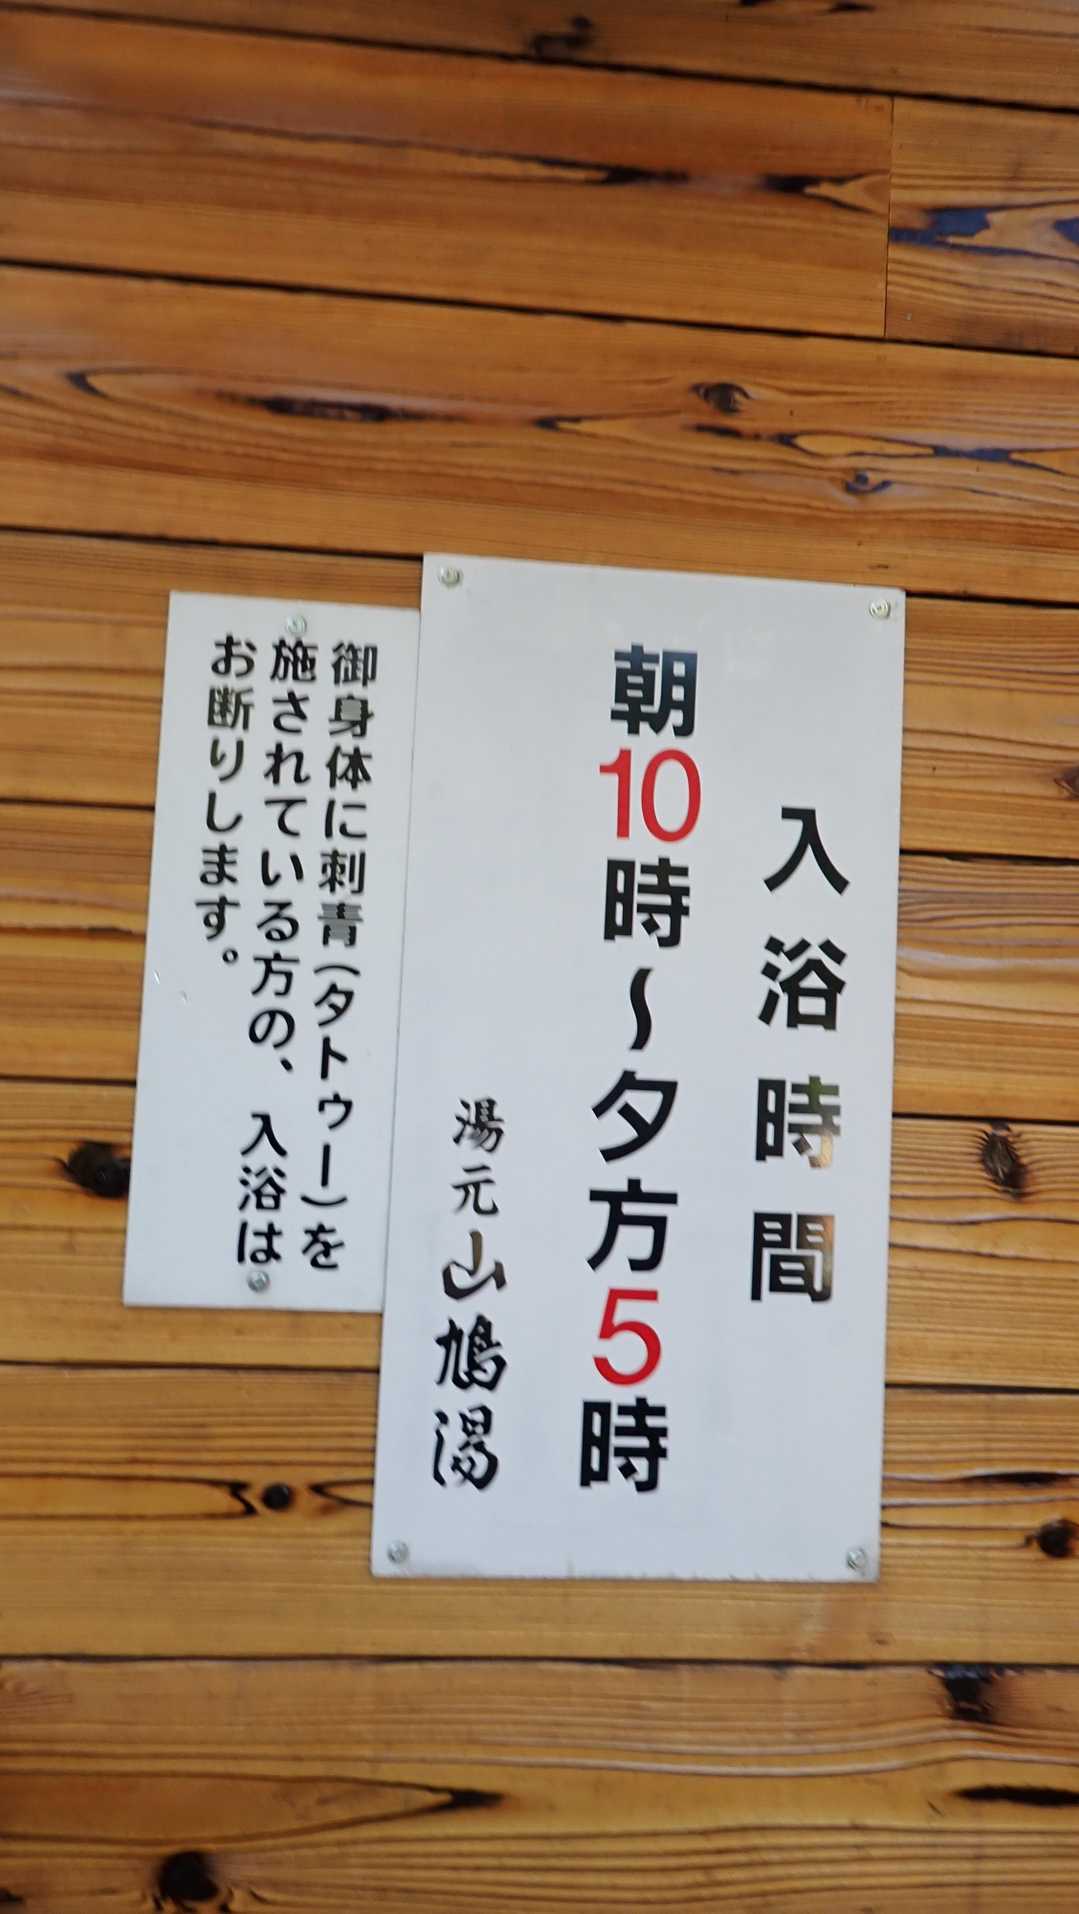 入浴時間
朝10時～夕方5時
湯元山鳩湯
御身体に刺青(タトゥー)を
施されている方の、入浴は
お断りします。